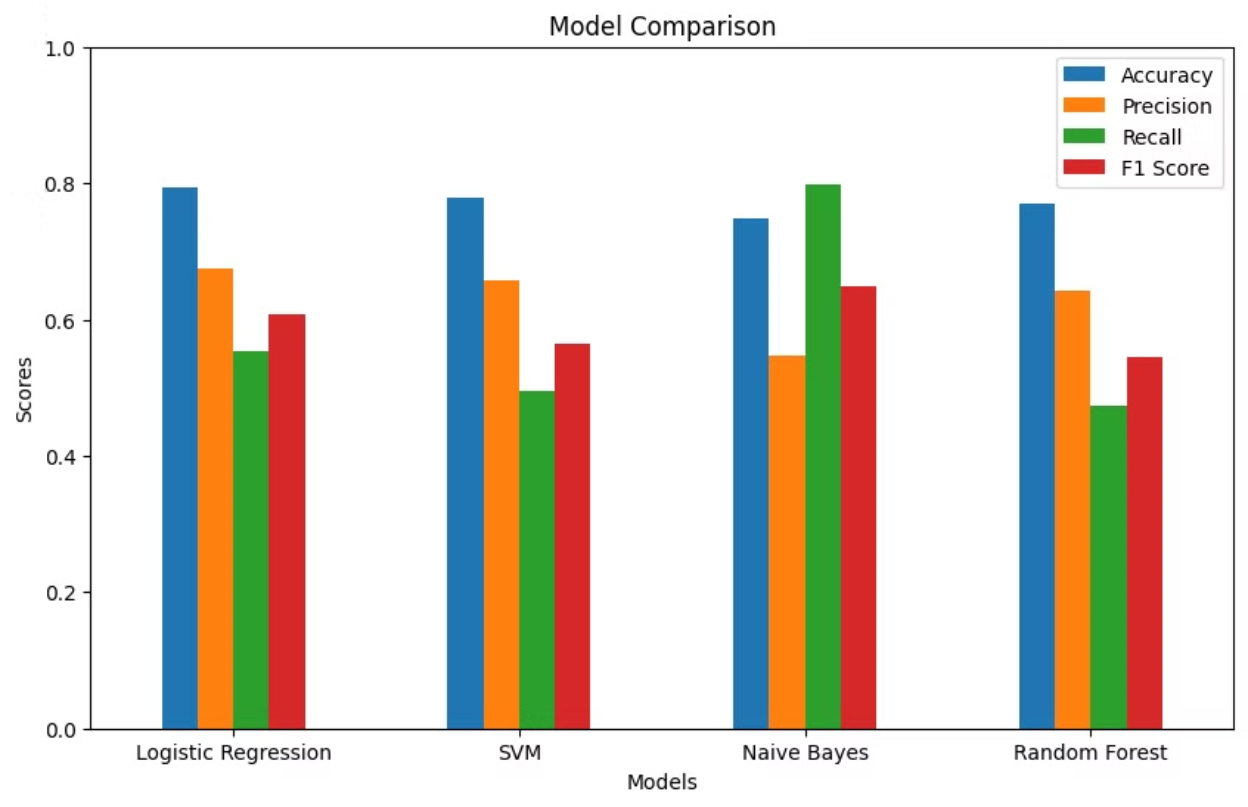 Model Comparison
1.0
0.8
0.6
0.4
0.2
0.0
Scores
Accuracy
Precision
Recall
F1 Score
Logistic Regression
SVM
Naive Bayes
Random Forest
Models